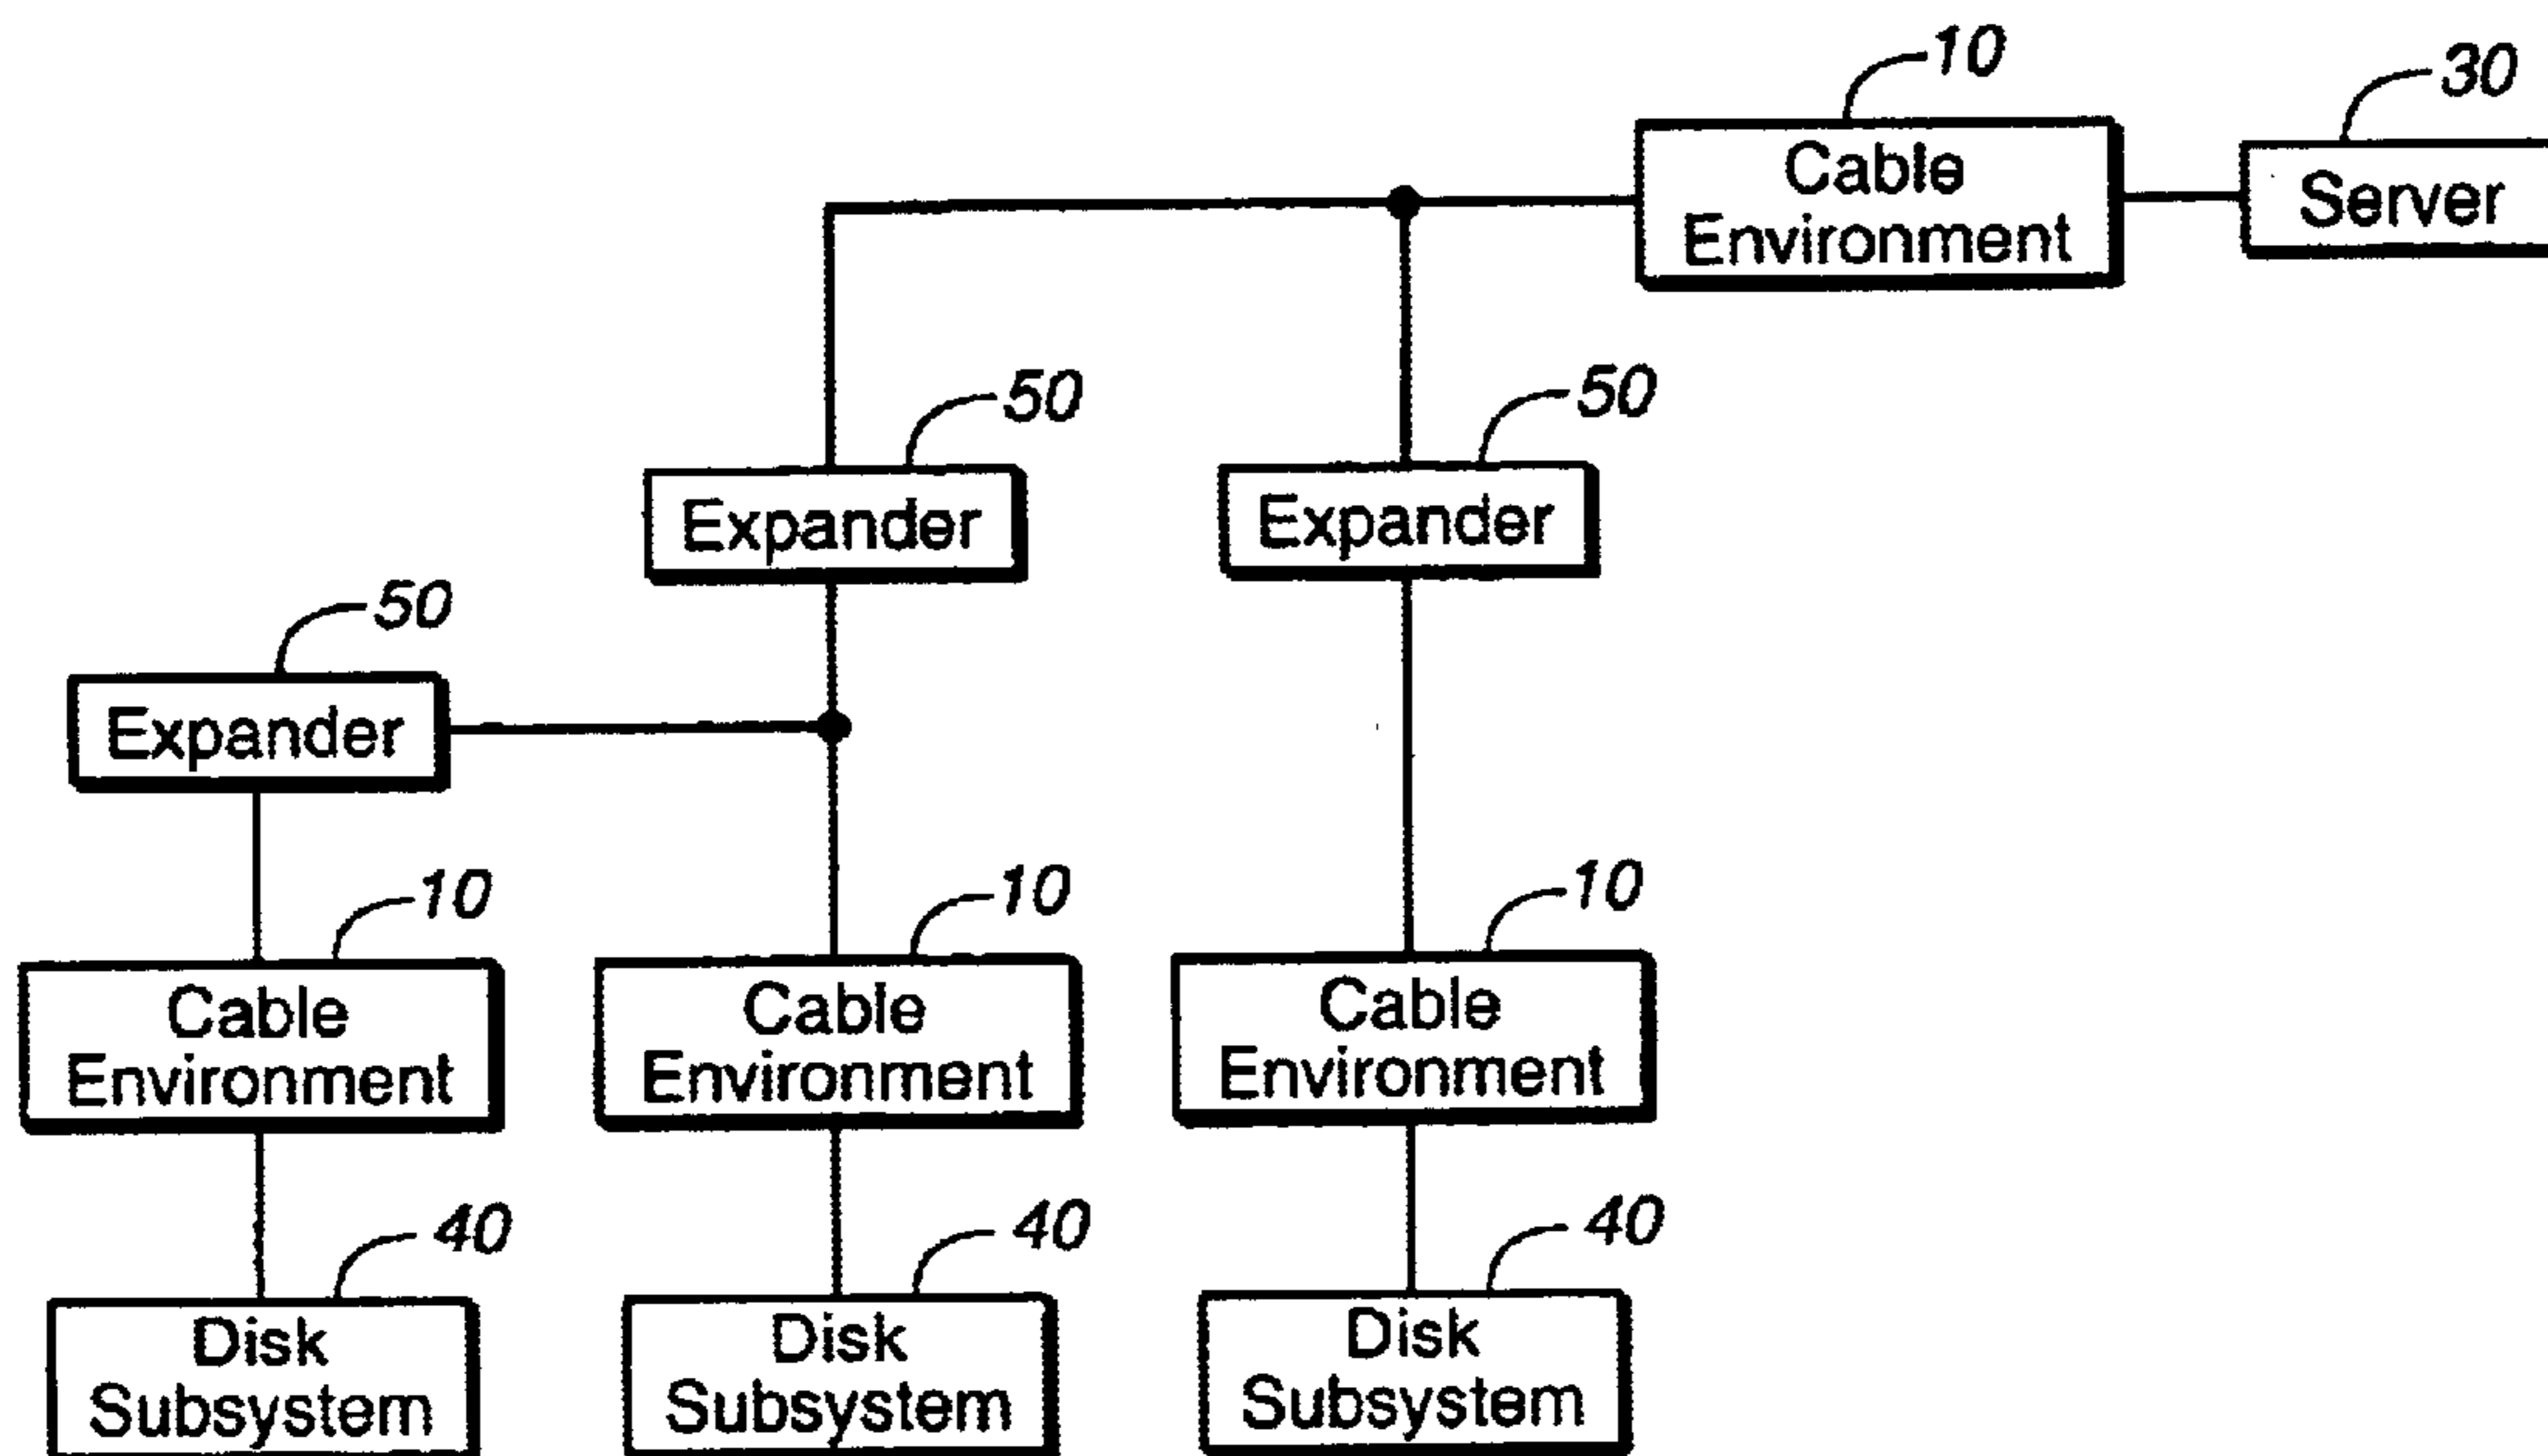 10
30
Cable
Environment
Server
50
50
Expander
Expander
50
Expander
10
10
10
Cable
Environment
Cable
Environment
Cable
Environment
40
40
40
Disk
Subsystem
Disk
Subsystem
Disk
Subsystem